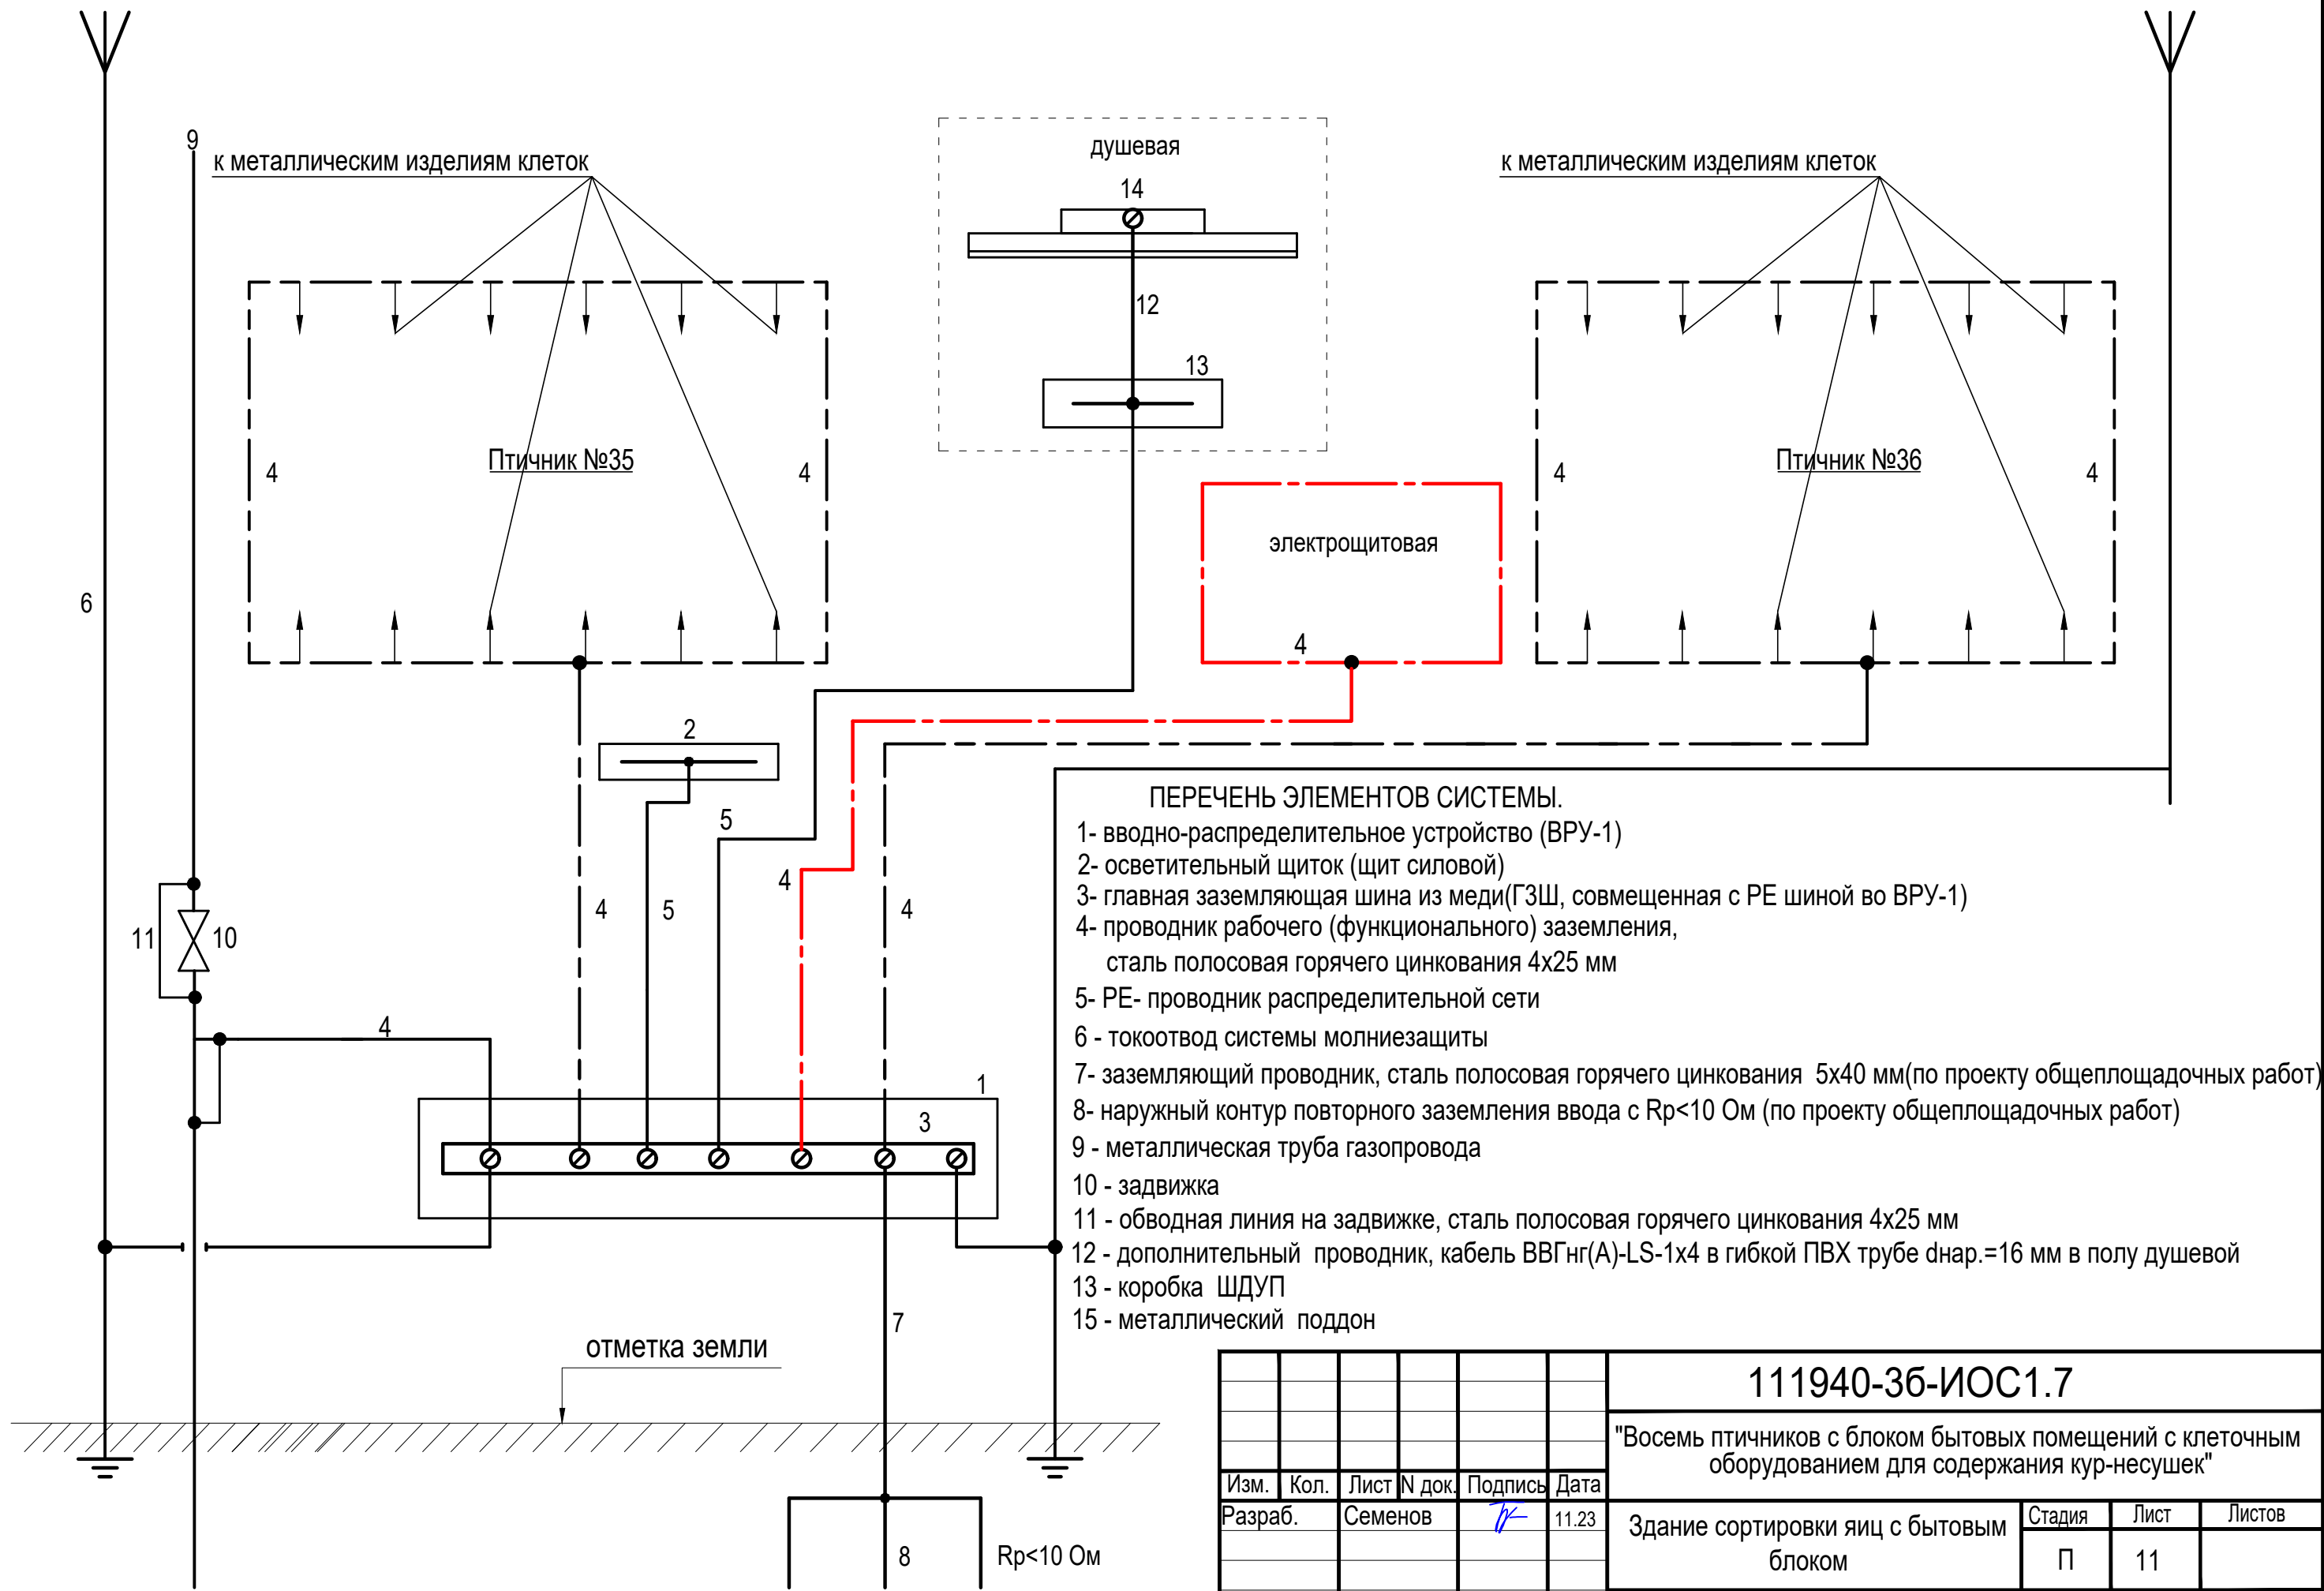 9
к металлическим изделиям клеток
душевая
к металлическим изделиям клеток
14
12
13
Птичник №35
Птичник №36
4
4
4
4
электрощитовая
6
4
2
5
4
4
5
4
11
10
4
1
3
ПЕРЕЧЕНЬ ЭЛЕМЕНТОВ СИСТЕМЫ.
1- вводно-распределительное устройство (ВРУ-1)
2- осветительный щиток (щит силовой)
3- главная заземляющая шина из меди(ГЗШ, совмещенная с РЕ шиной во ВРУ-1)
4- проводник рабочего (функционального) заземления,
сталь полосовая горячего цинкования 4х25 мм
5- РЕ- проводник распределительной сети
6 - токоотвод системы молниезащиты
7- заземляющий проводник, сталь полосовая горячего цинкования 5х40 мм(по проекту общеплощадочных работ)
8- наружный контур повторного заземления ввода с Rp<10 Ом (по проекту общеплощадочных работ)
9 - металлическая труба газопровода
10 - задвижка
11 - обводная линия на задвижке, сталь полосовая горячего цинкования 4х25 мм
12 - дополнительный проводник, кабель ВВГнг(А)-LS-1х4 в гибкой ПВХ трубе dнар.=16 мм в полу душевой
13 - коробка ШДУП
15 - металлический поддон
7
отметка земли
8
Rp<10 Ом
111940-3б-ИОС1.7
"Восемь птичников с блоком бытовых помещений с клеточным
оборудованием для содержания кур-несушек"
Изм. Кол. Лист N док. Подпись Дата
Разраб. Семенов 11.23
Здание сортировки яиц с бытовым
блоком
Стадия Лист Листов
П 11